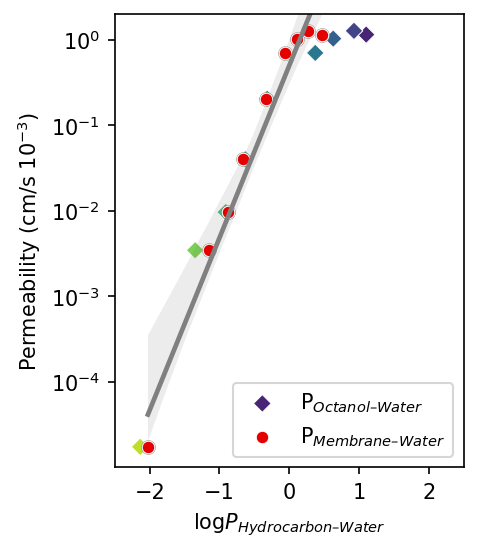 Permeability (cm/s 10⁻³)
10⁰
10⁻¹
10⁻²
10⁻³
10⁻⁴
P_Octanol–Water
P_Membrane–Water
−2 −1 0 1 2
logP_Hydrocarbon–Water